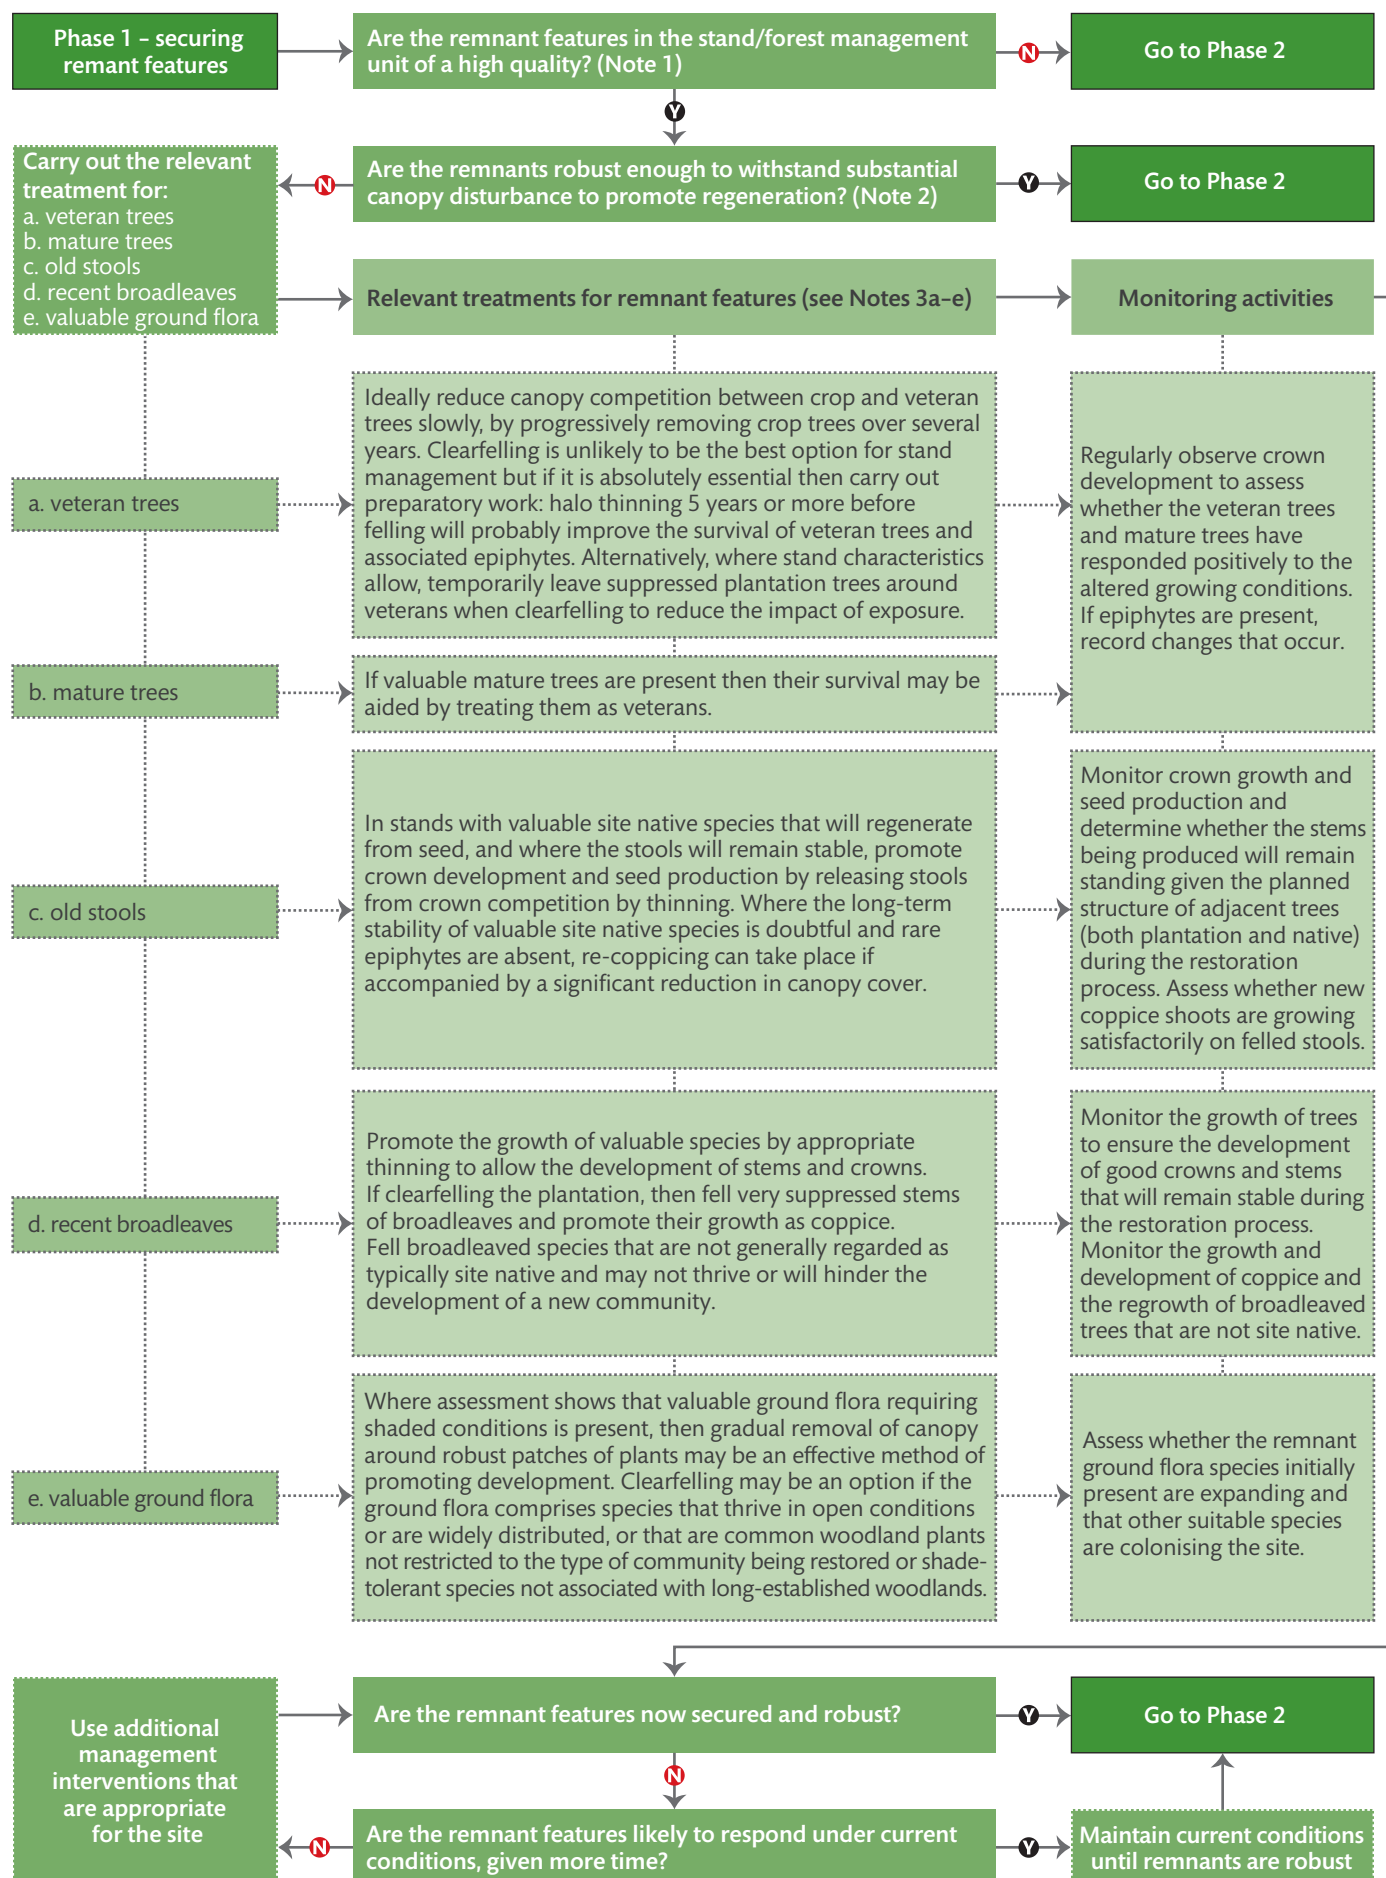 Phase 1 – securing
remant features
Are the remnant features in the stand/forest management
unit of a high quality? (Note 1)
N
Go to Phase 2
Y
Carry out the relevant
treatment for:
a. veteran trees
b. mature trees
c. old stools
d. recent broadleaves
e. valuable ground flora
N
Are the remnants robust enough to withstand substantial
canopy disturbance to promote regeneration? (Note 2)
Y
Go to Phase 2
Relevant treatments for remnant features (see Notes 3a–e)
Monitoring activities
a. veteran trees
Ideally reduce canopy competition between crop and veteran
trees slowly, by progressively removing crop trees over several
years. Clearfelling is unlikely to be the best option for stand
management but if it is absolutely essential then carry out
preparatory work: halo thinning 5 years or more before
felling will probably improve the survival of veteran trees and
associated epiphytes. Alternatively, where stand characteristics
allow, temporarily leave suppressed plantation trees around
veterans when clearfelling to reduce the impact of exposure.
Regularly observe crown
development to assess
whether the veteran trees
and mature trees have
responded positively to the
altered growing conditions.
If epiphytes are present,
record changes that occur.
b. mature trees
If valuable mature trees are present then their survival may be
aided by treating them as veterans.
c. old stools
In stands with valuable site native species that will regenerate
from seed, and where the stools will remain stable, promote
crown development and seed production by releasing stools
from crown competition by thinning. Where the long-term
stability of valuable site native species is doubtful and rare
epiphytes are absent, re-coppicing can take place if
accompanied by a significant reduction in canopy cover.
Monitor crown growth and
seed production and
determine whether the stems
being produced will remain
standing given the planned
structure of adjacent trees
(both plantation and native)
during the restoration
process. Assess whether new
coppice shoots are growing
satisfactorily on felled stools.
d. recent broadleaves
Promote the growth of valuable species by appropriate
thinning to allow the development of stems and crowns.
If clearfelling the plantation, then fell very suppressed stems
of broadleaves and promote their growth as coppice.
Fell broadleaved species that are not generally regarded as
typically site native and may not thrive or will hinder the
development of a new community.
Monitor the growth of trees
to ensure the development
of good crowns and stems
that will remain stable during
the restoration process.
Monitor the growth and
development of coppice and
the regrowth of broadleaved
trees that are not site native.
e. valuable ground flora
Where assessment shows that valuable ground flora requiring
shaded conditions is present, then gradual removal of canopy
around robust patches of plants may be an effective method of
promoting development. Clearfelling may be an option if the
ground flora comprises species that thrive in open conditions
or are widely distributed, or that are common woodland plants
not restricted to the type of community being restored or shade-
tolerant species not associated with long-established woodlands.
Assess whether the remnant
ground flora species initially
present are expanding and
that other suitable species
are colonising the site.
Use additional
management
interventions that
are appropriate
for the site
Are the remnant features now secured and robust?
Y
Go to Phase 2
N
N
Are the remnant features likely to respond under current
conditions, given more time?
Y
Maintain current conditions
until remnants are robust